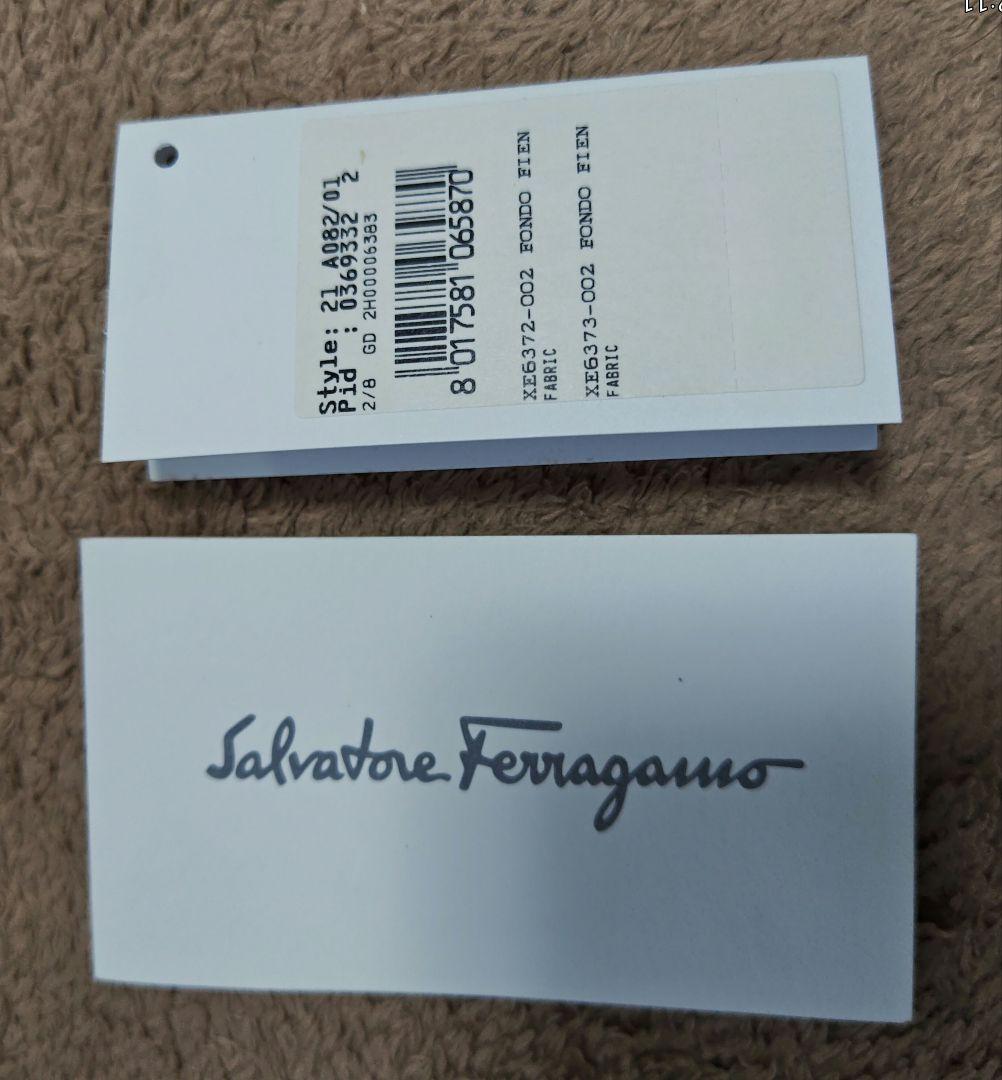 Style: 21 A082/01
Pid : 0369332 2
2/8 GD 2H00006383
8 017581 065870
XE6372-002 FONDO FIEN
FABRIC
XE6373-002 FONDO FIEN
FABRIC
Salvatore Ferragamo